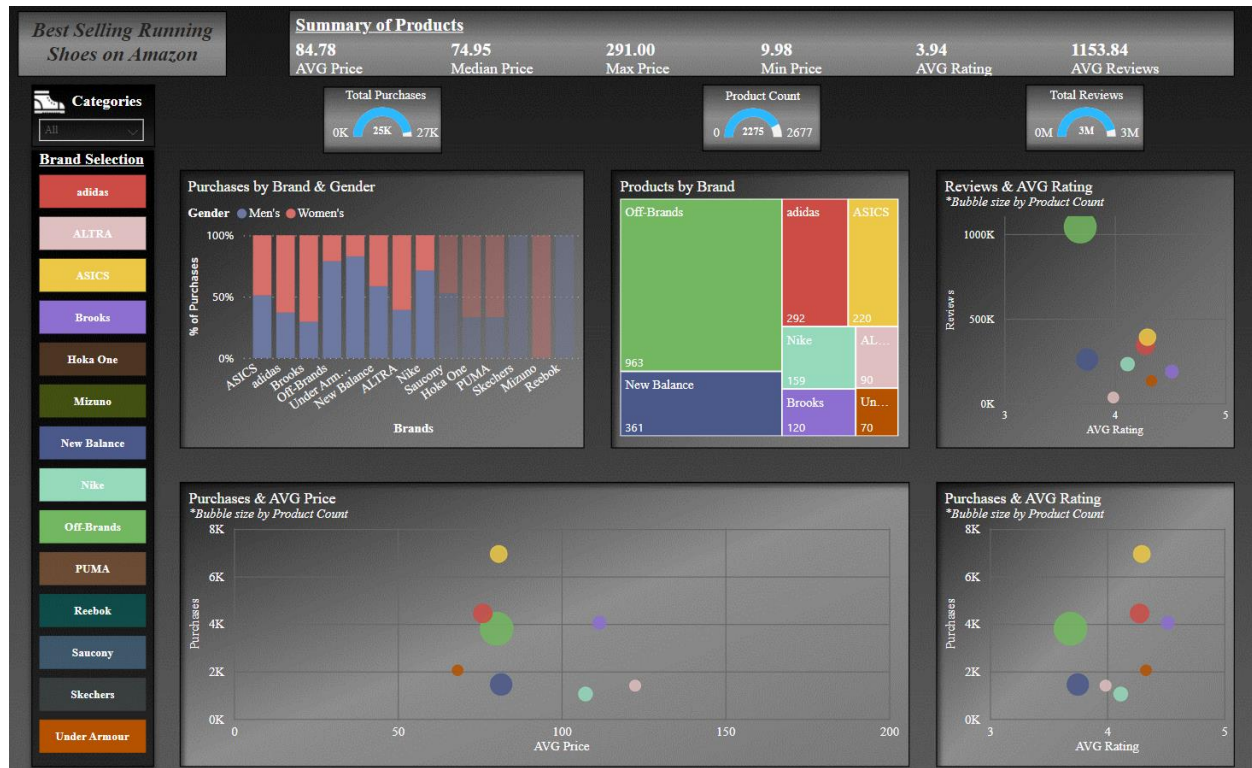 Best Selling Running
Shoes on Amazon
Summary of Products
84.78 74.95 291.00 9.98 3.94 1153.84
AVG Price Median Price Max Price Min Price AVG Rating AVG Reviews
Categories
All
Total Purchases
0K 25K 27K
Product Count
0 2275 2677
Total Reviews
0M 3M 3M
Brand Selection
adidas
ALTRA
ASICS
Brooks
Hoka One
Mizuno
New Balance
Nike
Off-Brands
PUMA
Reebok
Saucony
Skechers
Under Armour
Purchases by Brand & Gender
Gender Men's Women's
100%
50%
0%
% of Purchases
ASICS
adidas
Brooks
Off-Brands
Under Arm...
New Balance
ALTRA
Nike
Saucony
Hoka One
PUMA
Skechers
Mizuno
Reebok
Brands
Products by Brand
Off-Brands
963
New Balance
361
adidas
292
ASICS
220
Nike
159
AL...
90
Brooks
120
Un...
70
Reviews & AVG Rating
*Bubble size by Product Count
1000K
500K
0K
Reviews
3 4 5
AVG Rating
Purchases & AVG Price
*Bubble size by Product Count
8K
6K
4K
2K
0K
Purchases
0 50 100 150 200
AVG Price
Purchases & AVG Rating
*Bubble size by Product Count
8K
6K
4K
2K
0K
Purchases
3 4 5
AVG Rating